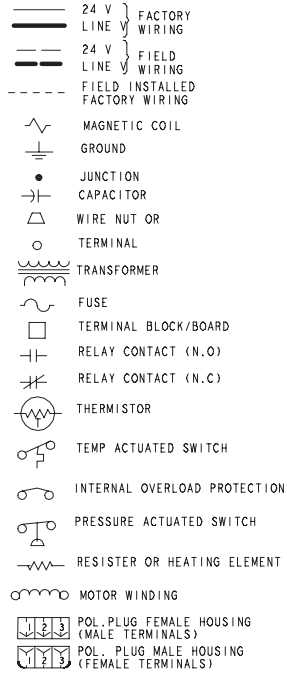 24 V
LINE V
FACTORY
WIRING
24 V
LINE V
FIELD
WIRING
FIELD INSTALLED
FACTORY WIRING
MAGNETIC COIL
GROUND
JUNCTION
CAPACITOR
WIRE NUT OR
TERMINAL
TRANSFORMER
FUSE
TERMINAL BLOCK/BOARD
RELAY CONTACT (N.O)
RELAY CONTACT (N.C)
THERMISTOR
TEMP ACTUATED SWITCH
INTERNAL OVERLOAD PROTECTION
PRESSURE ACTUATED SWITCH
RESISTER OR HEATING ELEMENT
MOTOR WINDING
1 2 3 POL.PLUG FEMALE HOUSING
(MALE TERMINALS)
1 2 3 POL. PLUG MALE HOUSING
(FEMALE TERMINALS)